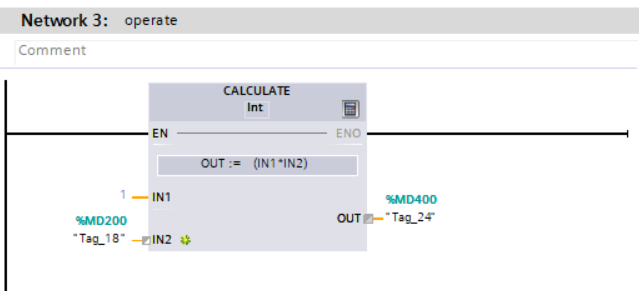 Network 3: operate
Comment
CALCULATE
Int
EN ENO
OUT := (IN1*IN2)
1 IN1
%MD400
%MD200
OUT "Tag_24"
"Tag_18" IN2